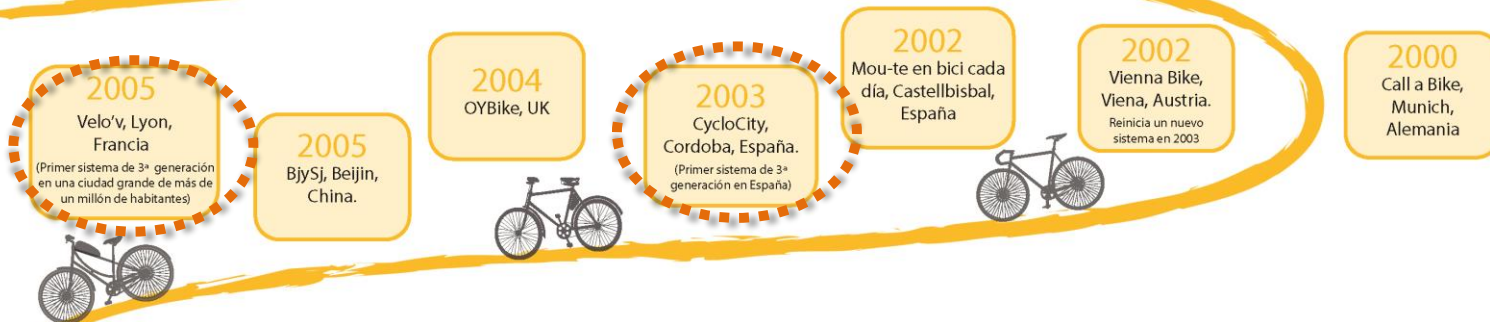 2005
Velo'v, Lyon,
Francia
(Primer sistema de 3ª generación
en una ciudad grande de más de
un millón de habitantes)
2005
BjySj, Beijin,
China.
2004
OYBike, UK
2003
CycloCity,
Cordoba, España.
(Primer sistema de 3ª
generación en España)
2002
Mou-te en bici cada
día, Castellbisbal,
España
2002
Vienna Bike,
Viena, Austria.
Reinicia un nuevo
sistema en 2003
2000
Call a Bike,
Munich,
Alemania